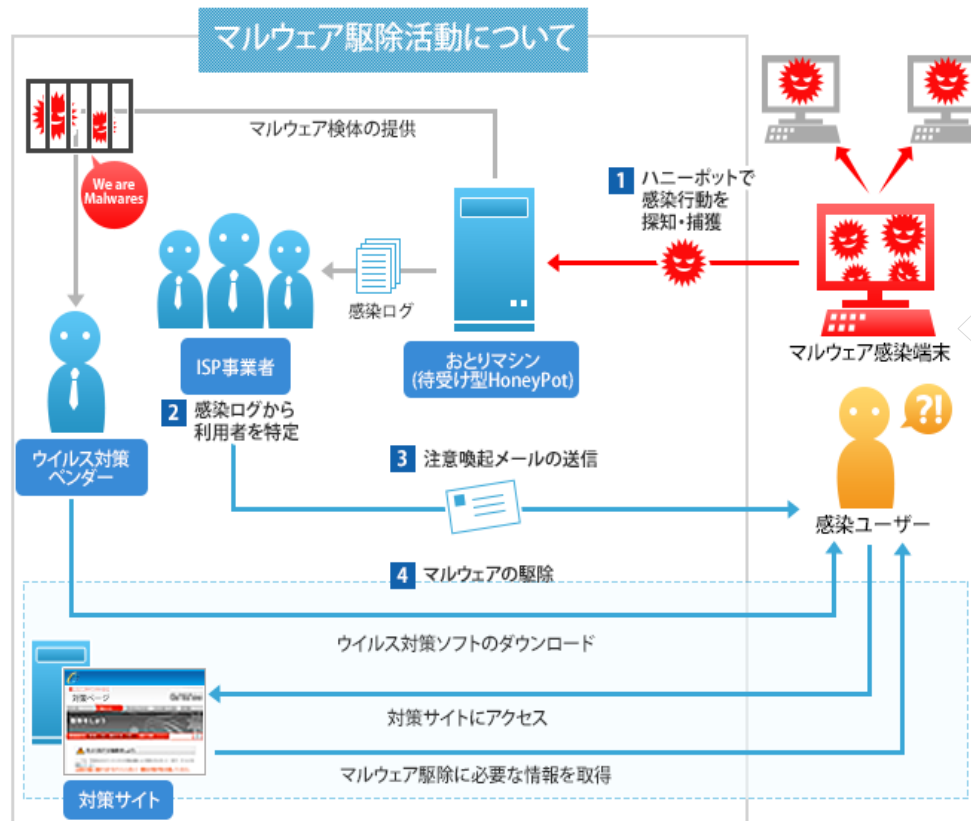 マルウェア駆除活動について
マルウェア検体の提供
We are
Malwares
1 ハニーポットで
感染行動を
探知・捕獲
感染ログ
マルウェア感染端末
ISP事業者
おとりマシン
(待受け型HoneyPot)
2 感染ログから
利用者を特定
?!
ウイルス対策
ベンダー
3 注意喚起メールの送信
感染ユーザー
4 マルウェアの駆除
ウイルス対策ソフトのダウンロード
対策ページ
対策サイトにアクセス
マルウェア駆除に必要な情報を取得
対策サイト